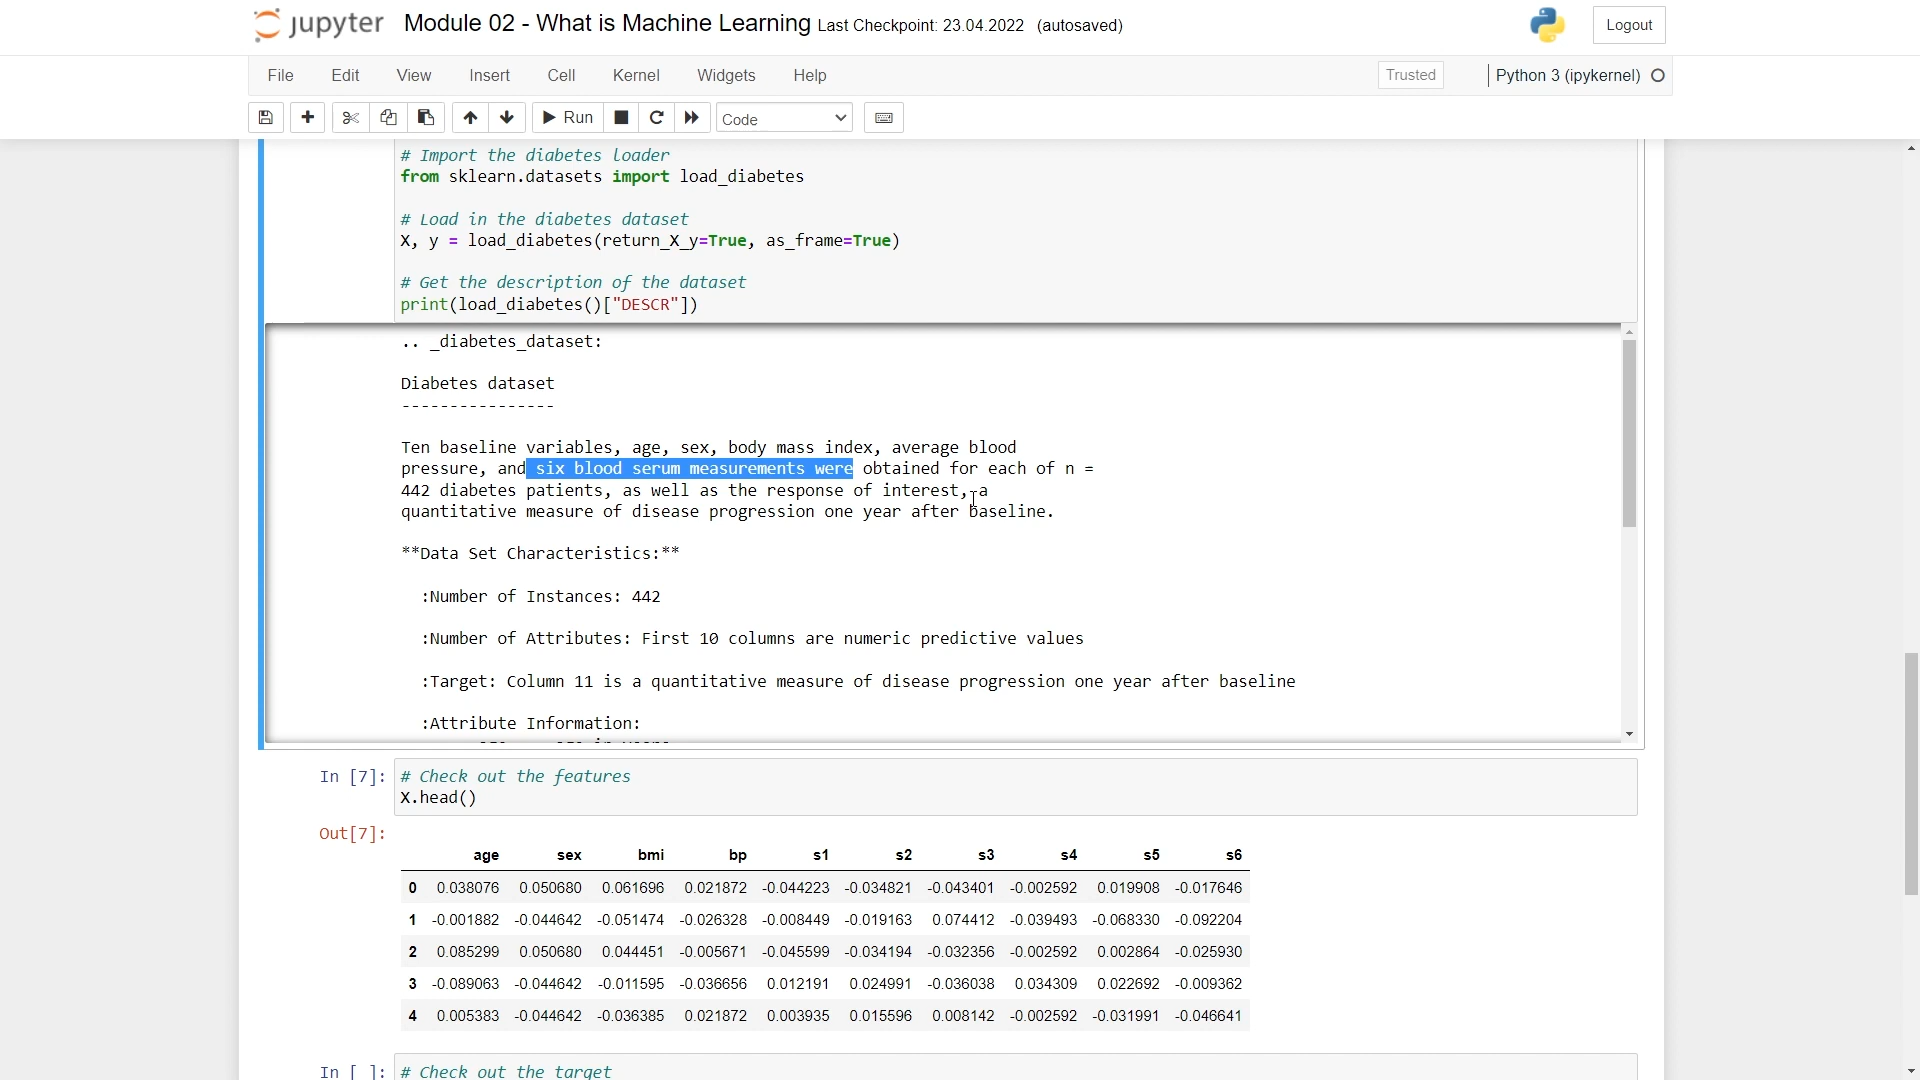 jupyter Module 02 - What is Machine Learning Last Checkpoint: 23.04.2022 (autosaved) Logout
File Edit View Insert Cell Kernel Widgets Help Trusted Python 3 (ipykernel)
Run Code
# Import the diabetes loader
from sklearn.datasets import load_diabetes
# Load in the diabetes dataset
X, y = load_diabetes(return_X_y=True, as_frame=True)
# Get the description of the dataset
print(load_diabetes()["DESCR"])
.. _diabetes_dataset:
Diabetes dataset
----------------
Ten baseline variables, age, sex, body mass index, average blood
pressure, and six blood serum measurements were obtained for each of n =
442 diabetes patients, as well as the response of interest, a
quantitative measure of disease progression one year after baseline.
**Data Set Characteristics:**
:Number of Instances: 442
:Number of Attributes: First 10 columns are numeric predictive values
:Target: Column 11 is a quantitative measure of disease progression one year after baseline
:Attribute Information:
In [7]: # Check out the features
X.head()
Out[7]:
age sex bmi bp s1 s2 s3 s4 s5 s6
0 0.038076 0.050680 0.061696 0.021872 -0.044223 -0.034821 -0.043401 -0.002592 0.019908 -0.017646
1 -0.001882 -0.044642 -0.051474 -0.026328 -0.008449 -0.019163 0.074412 -0.039493 -0.068330 -0.092204
2 0.085299 0.050680 0.044451 -0.005671 -0.045599 -0.034194 -0.032356 -0.002592 0.002864 -0.025930
3 -0.089063 -0.044642 -0.011595 -0.036656 0.012191 0.024991 -0.036038 0.034309 0.022692 -0.009362
4 0.005383 -0.044642 -0.036385 0.021872 0.003935 0.015596 0.008142 -0.002592 -0.031991 -0.046641
In [ ]: # Check out the target